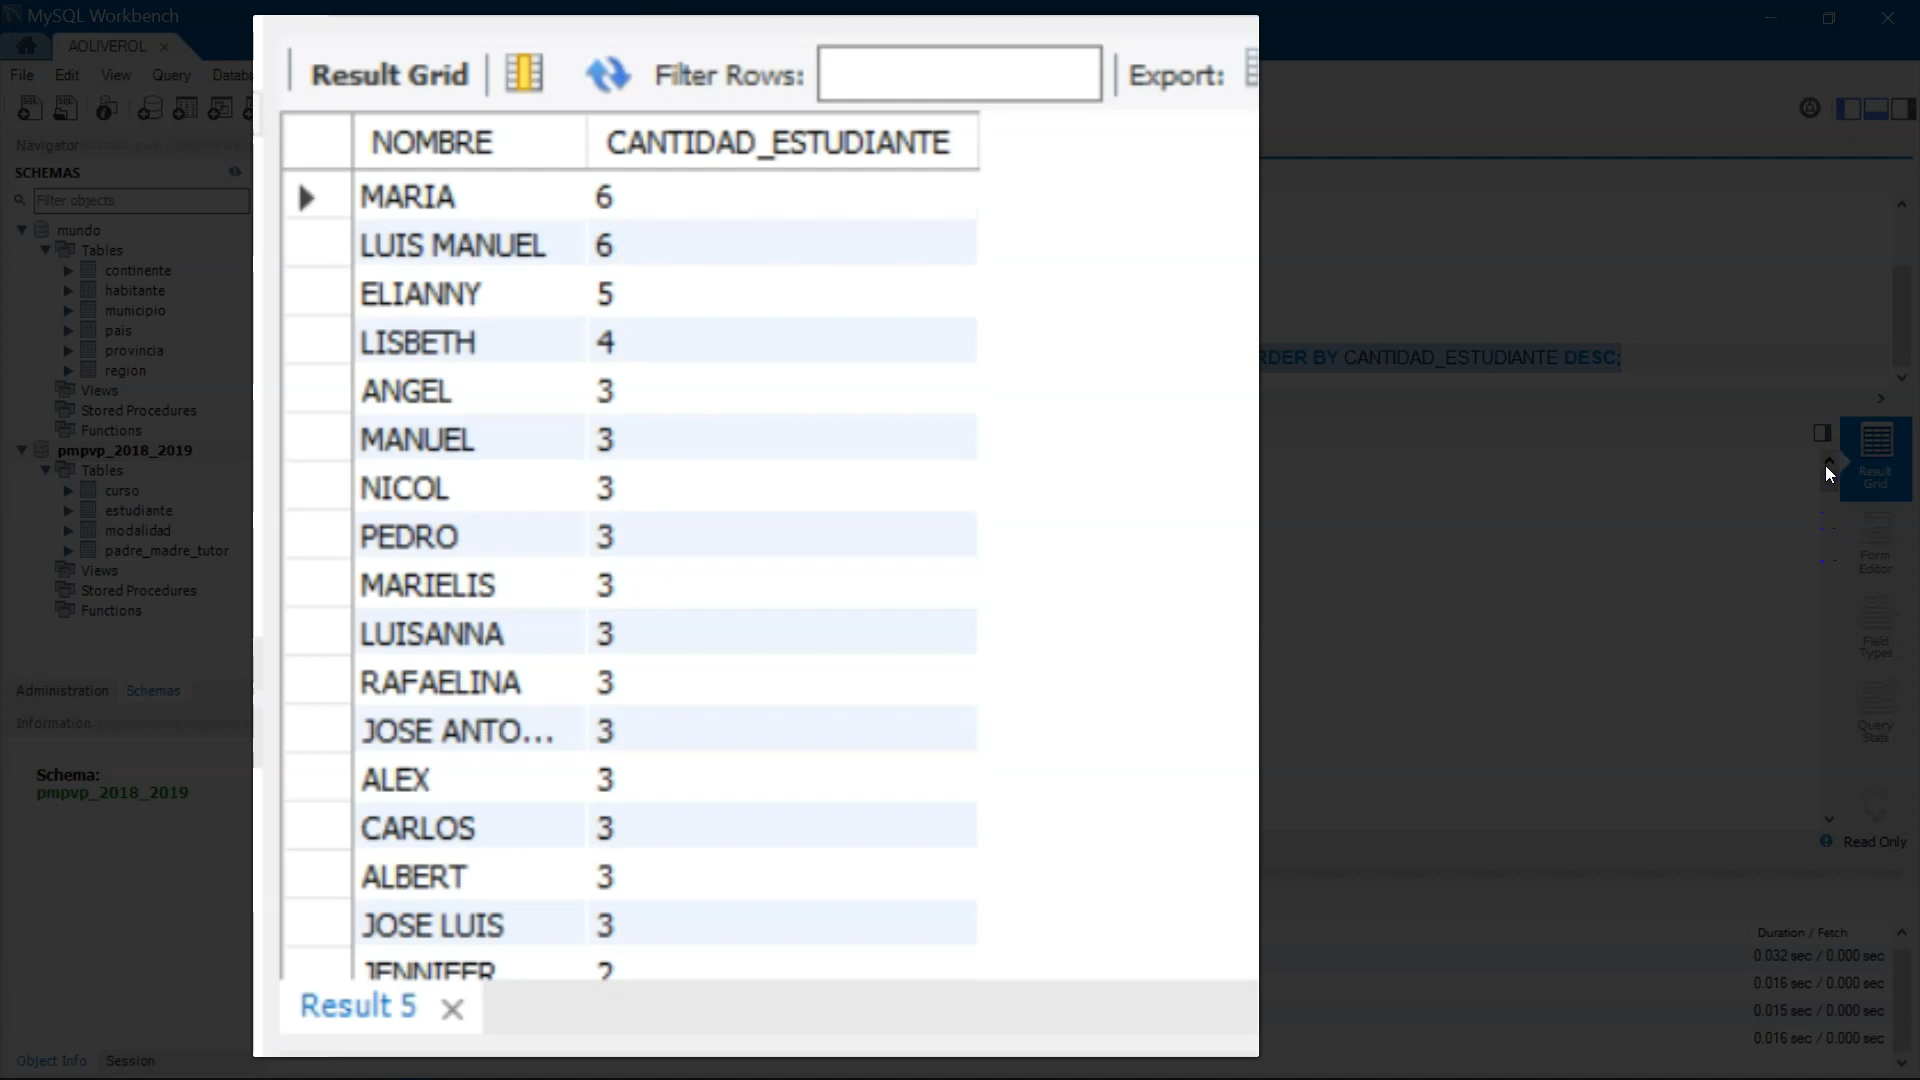 MySQL Workbench
AOLIVEROL
File Edit View Query
Navigator
SCHEMAS
Filter objects
mundo
Tables
continente
habitante
municipio
pais
provincia
region
Views
Stored Procedures
Functions
pmpvp_2018_2019
Tables
curso
estudiante
modalidad
padre_madre_tutor
Views
Stored Procedures
Functions
Administration Schemas
Information
Schema:
pmpvp_2018_2019
Object Info Session
Result Grid Filter Rows: Export:
NOMBRE CANTIDAD_ESTUDIANTE
MARIA 6
LUIS MANUEL 6
ELIANNY 5
LISBETH 4
ANGEL 3
MANUEL 3
NICOL 3
PEDRO 3
MARIELIS 3
LUISANNA 3
RAFAELINA 3
JOSE ANTO... 3
ALEX 3
CARLOS 3
ALBERT 3
JOSE LUIS 3
JENNIFER 2
Result 5
BY CANTIDAD_ESTUDIANTE DESC;
Result
Grid
Form
Editor
Field
Types
Query
Stats
Read Only
Duration / Fetch
0.032 sec / 0.000 sec
0.016 sec / 0.000 sec
0.015 sec / 0.000 sec
0.016 sec / 0.000 sec